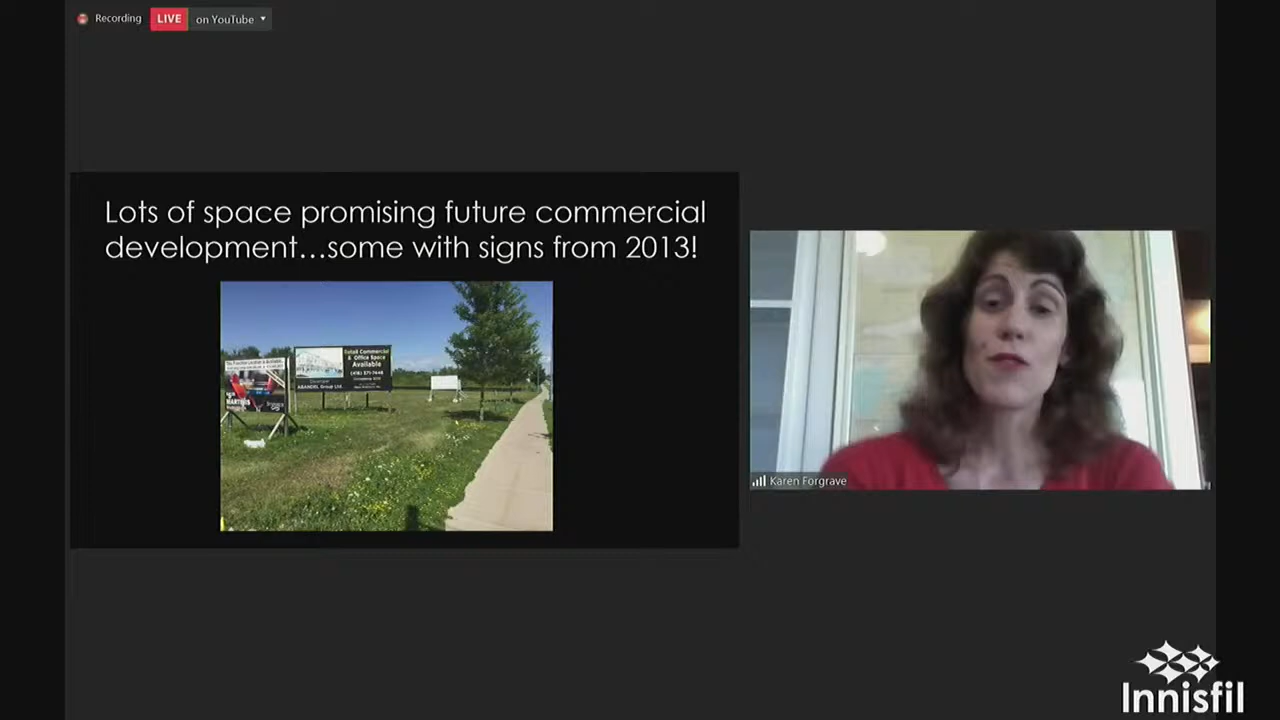 Recording
LIVE
on YouTube
Lots of space promising future commercial
development...some with signs from 2013!
Retail Commercial
& Office Space
Available
Karen Forgrave
Innisfil